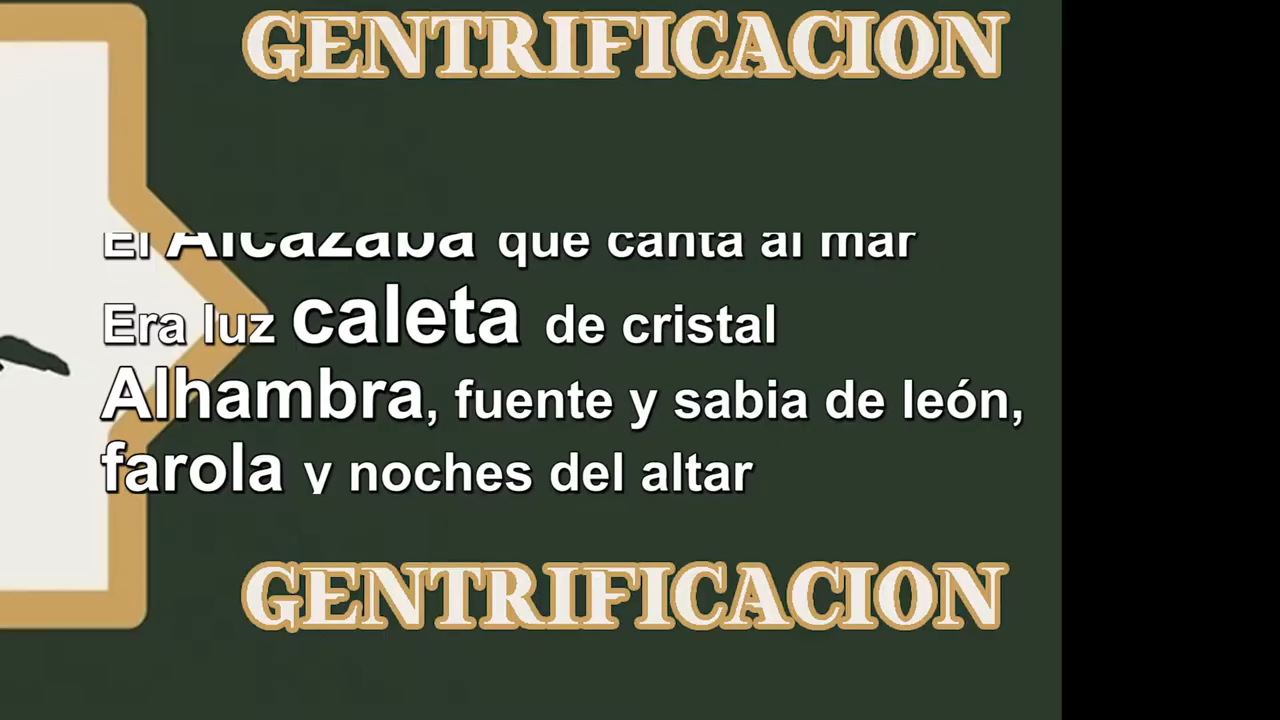 GENTRIFICACION
El Alcazaba que canta al mar
Era luz caleta de cristal
Alhambra, fuente y sabia de león,
farola y noches del altar
GENTRIFICACION